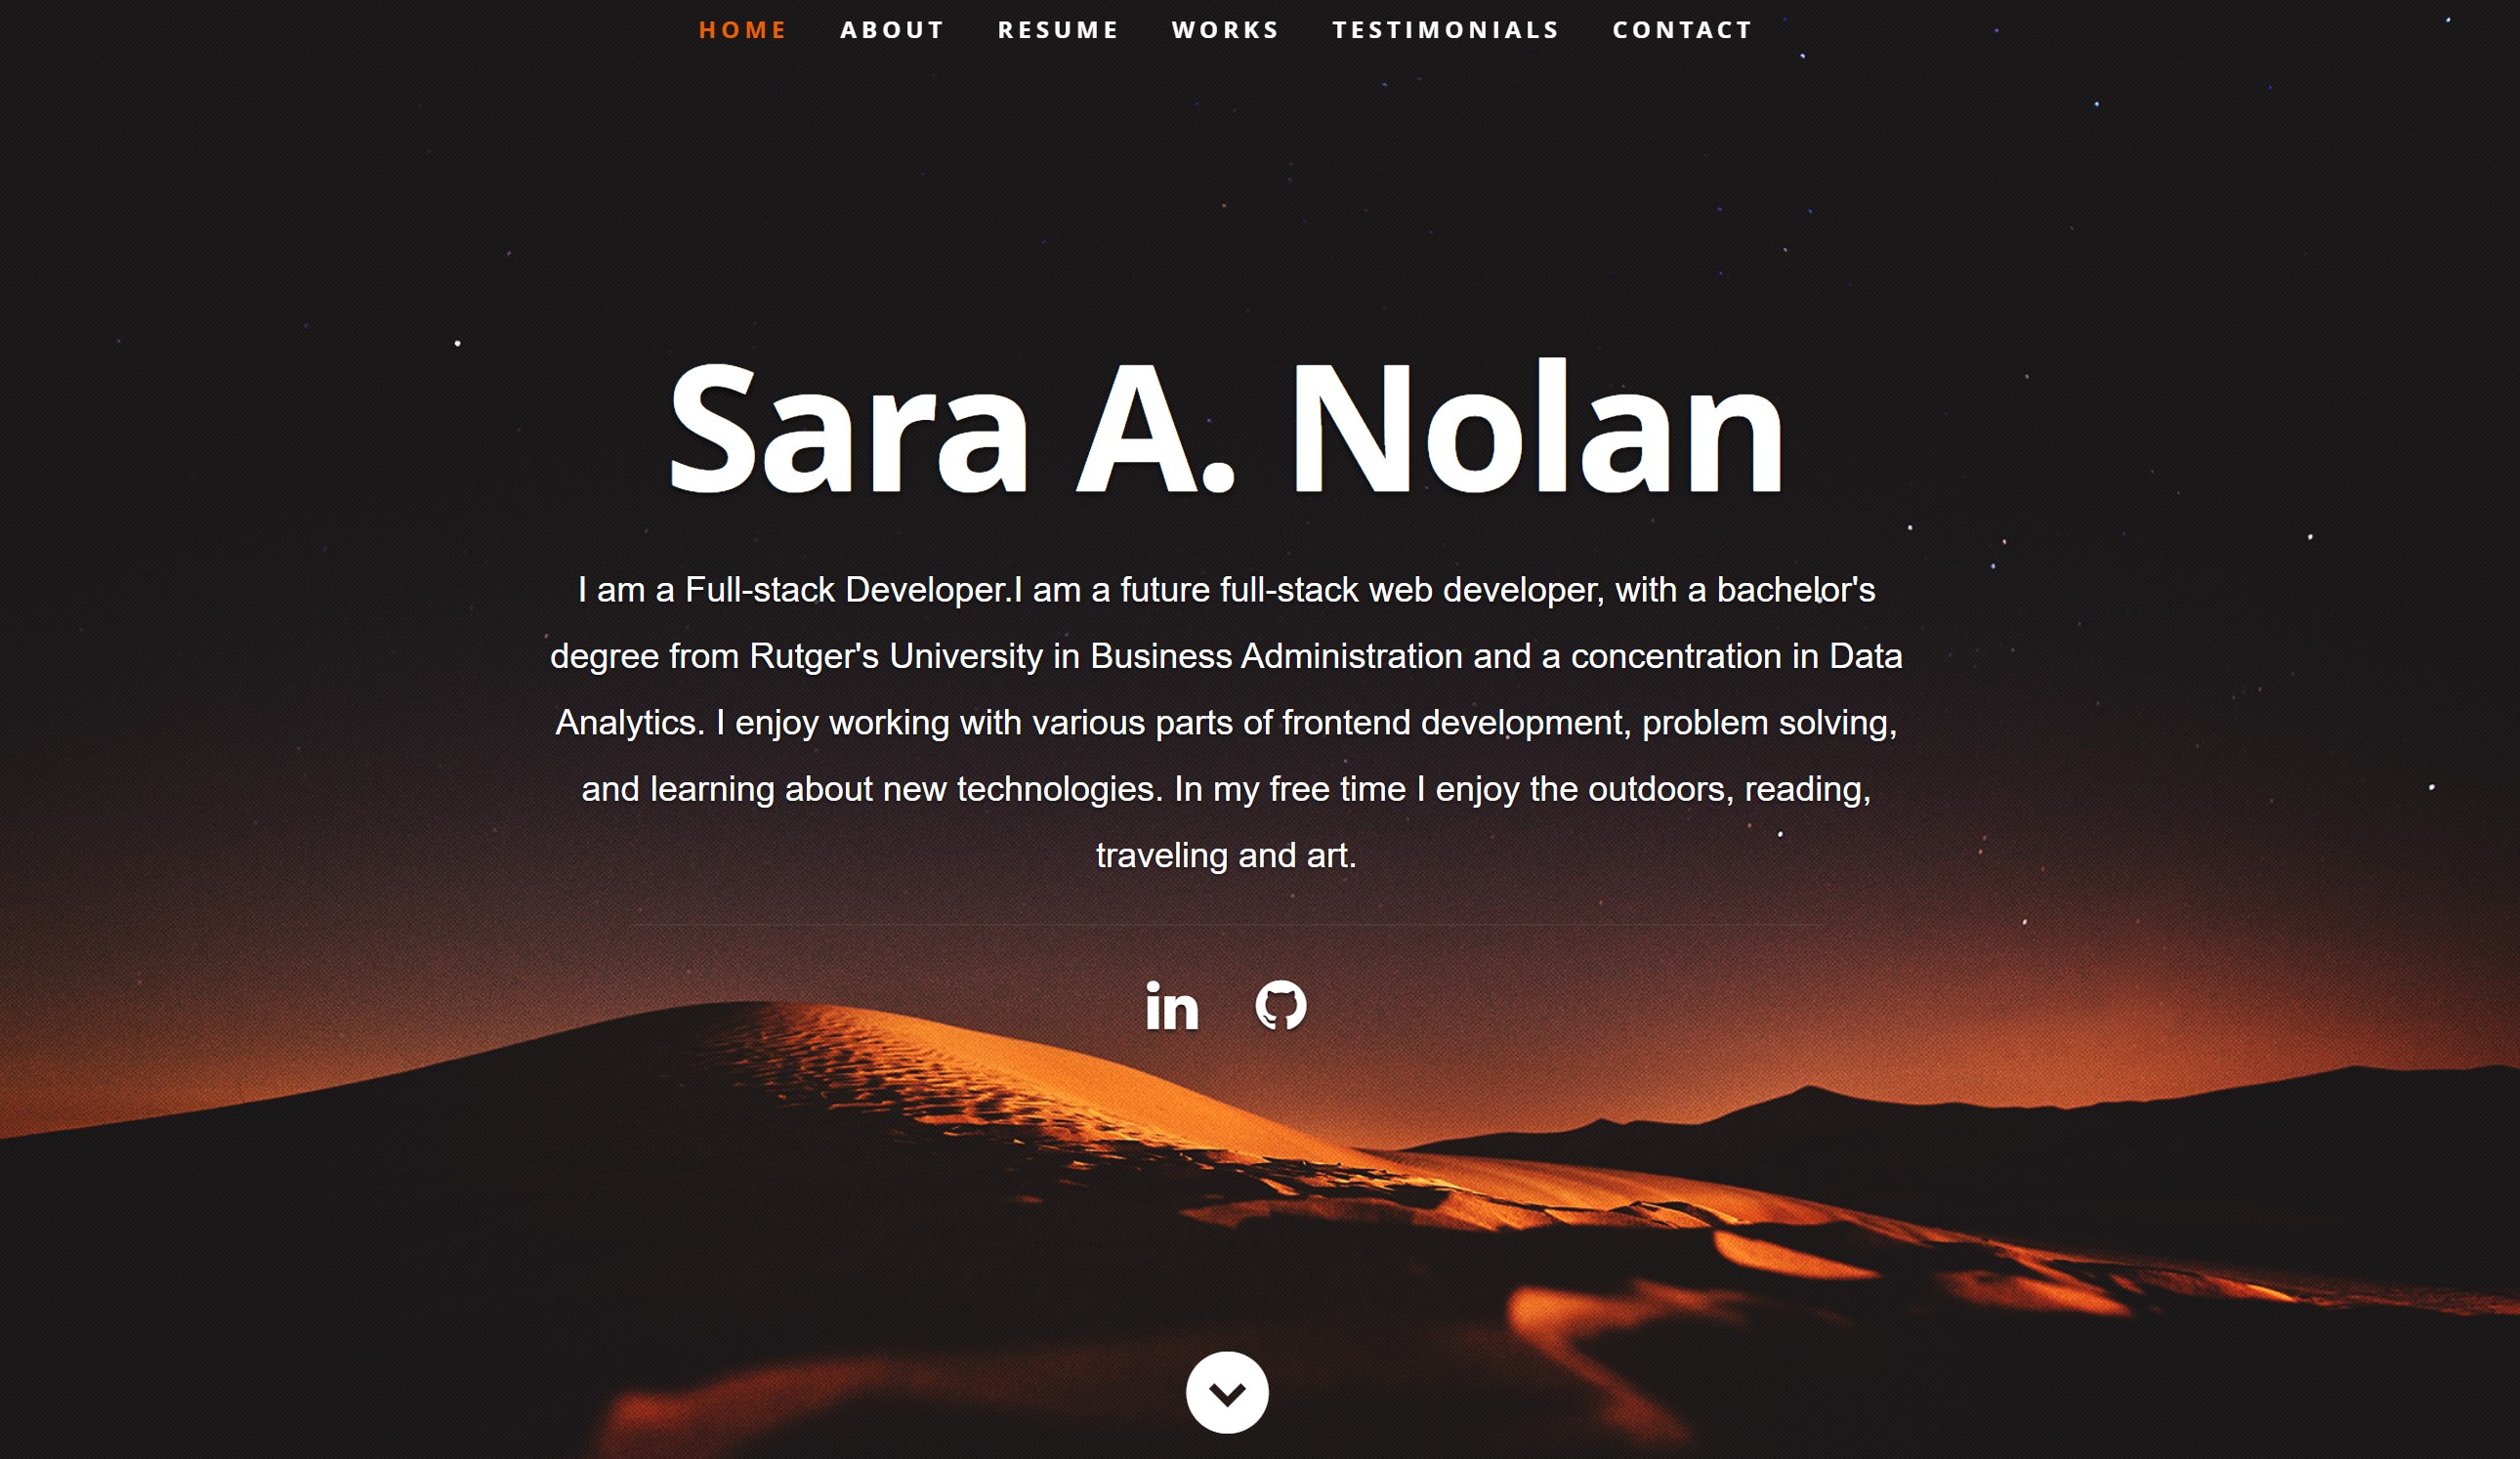 HOME ABOUT RESUME WORKS TESTIMONIALS CONTACT
Sara A. Nolan
I am a Full-stack Developer.I am a future full-stack web developer, with a bachelor's
degree from Rutger's University in Business Administration and a concentration in Data
Analytics. I enjoy working with various parts of frontend development, problem solving,
and learning about new technologies. In my free time I enjoy the outdoors, reading,
traveling and art.
in